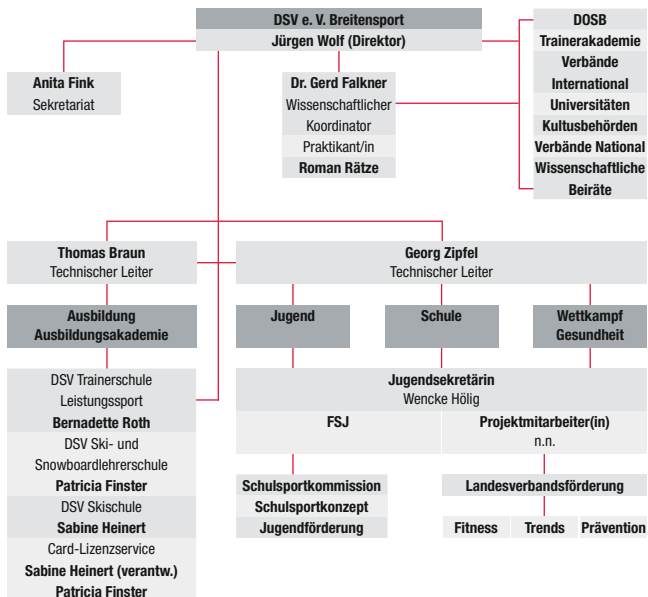 DSV e. V. Breitensport
Jürgen Wolf (Direktor)
DOSB
Trainerakademie
Verbände
International
Universitäten
Kultusbehörden
Verbände National
Wissenschaftliche
Beiräte
Anita Fink
Sekretariat
Dr. Gerd Falkner
Wissenschaftlicher
Koordinator
Praktikant/in
Roman Rätze
Thomas Braun
Technischer Leiter
Georg Zipfel
Technischer Leiter
Ausbildung
Ausbildungsakademie
Jugend
Schule
Wettkampf
Gesundheit
DSV Trainerschule
Leistungssport
Bernadette Roth
DSV Ski- und
Snowboardlehrerschule
Patricia Finster
DSV Skischule
Sabine Heinert
Card-Lizenzservice
Sabine Heinert (verantw.)
Patricia Finster
Jugendsekretärin
Wencke Hölig
FSJ
Projektmitarbeiter(in)
n.n.
Schulsportkommission
Schulsportkonzept
Jugendförderung
Landesverbandsförderung
Fitness
Trends
Prävention